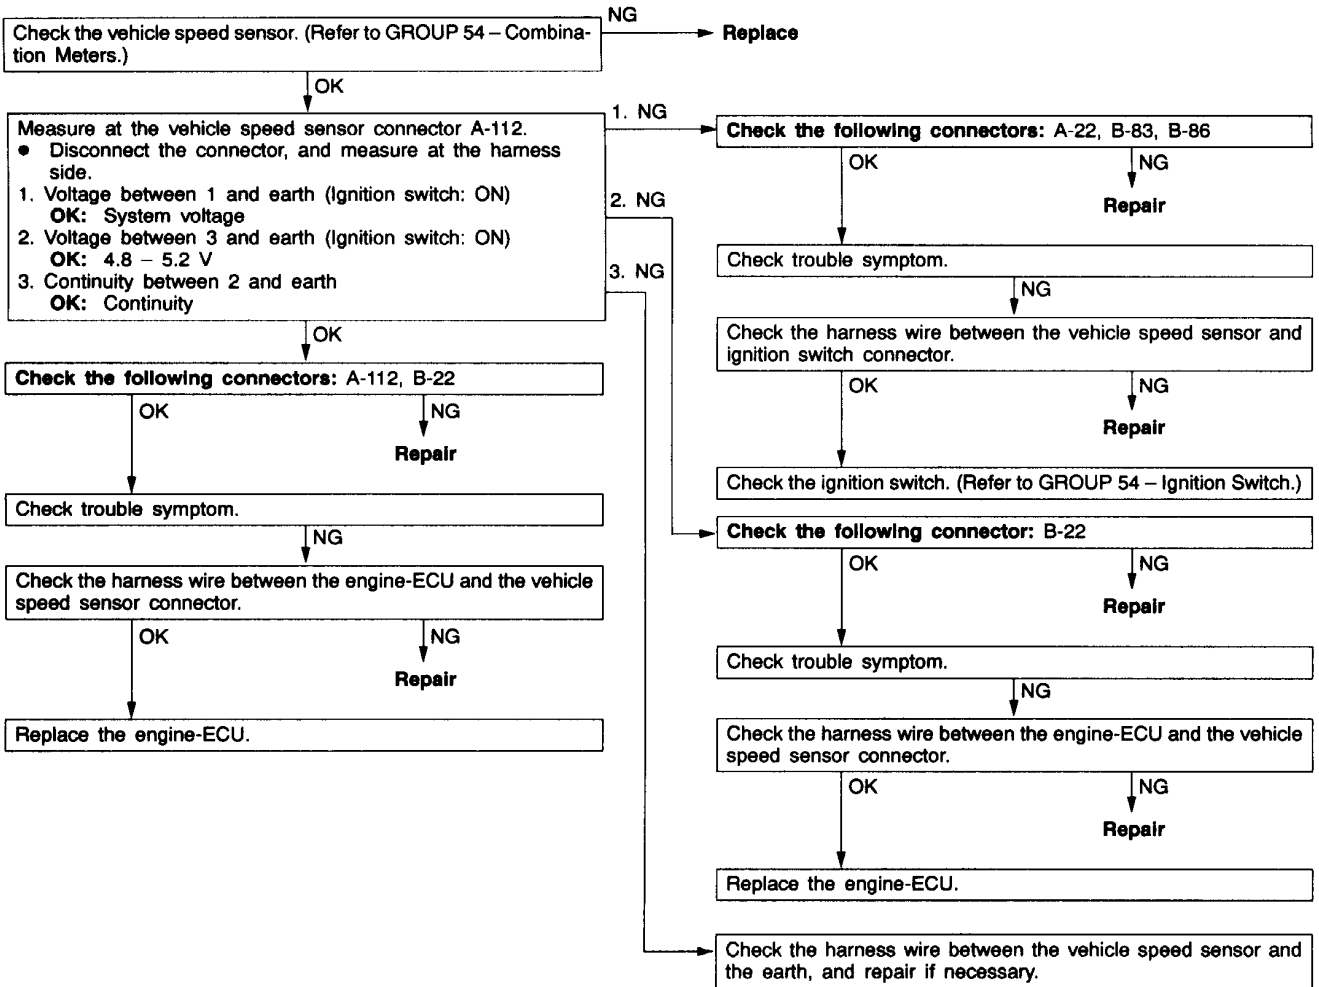 NG
Check the vehicle speed sensor. (Refer to GROUP 54 – Combina-
tion Meters.)
Replace
OK
Measure at the vehicle speed sensor connector A-112.
● Disconnect the connector, and measure at the harness
side.
1. Voltage between 1 and earth (Ignition switch: ON)
OK: System voltage
2. Voltage between 3 and earth (Ignition switch: ON)
OK: 4.8 – 5.2 V
3. Continuity between 2 and earth
OK: Continuity
1. NG
2. NG
3. NG
OK
Check the following connectors: A-112, B-22
OK
NG
Repair
Check trouble symptom.
NG
Check the harness wire between the engine-ECU and the vehicle
speed sensor connector.
OK
NG
Repair
Replace the engine-ECU.
Check the following connectors: A-22, B-83, B-86
OK
NG
Repair
Check trouble symptom.
NG
Check the harness wire between the vehicle speed sensor and
ignition switch connector.
OK
NG
Repair
Check the ignition switch. (Refer to GROUP 54 – Ignition Switch.)
Check the following connector: B-22
OK
NG
Repair
Check trouble symptom.
NG
Check the harness wire between the engine-ECU and the vehicle
speed sensor connector.
OK
NG
Repair
Replace the engine-ECU.
Check the harness wire between the vehicle speed sensor and
the earth, and repair if necessary.